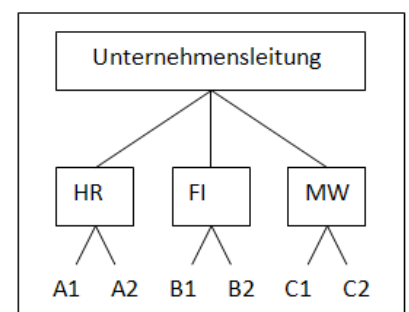 Unternehmensleitung
HR FI MW
A1 A2 B1 B2 C1 C2